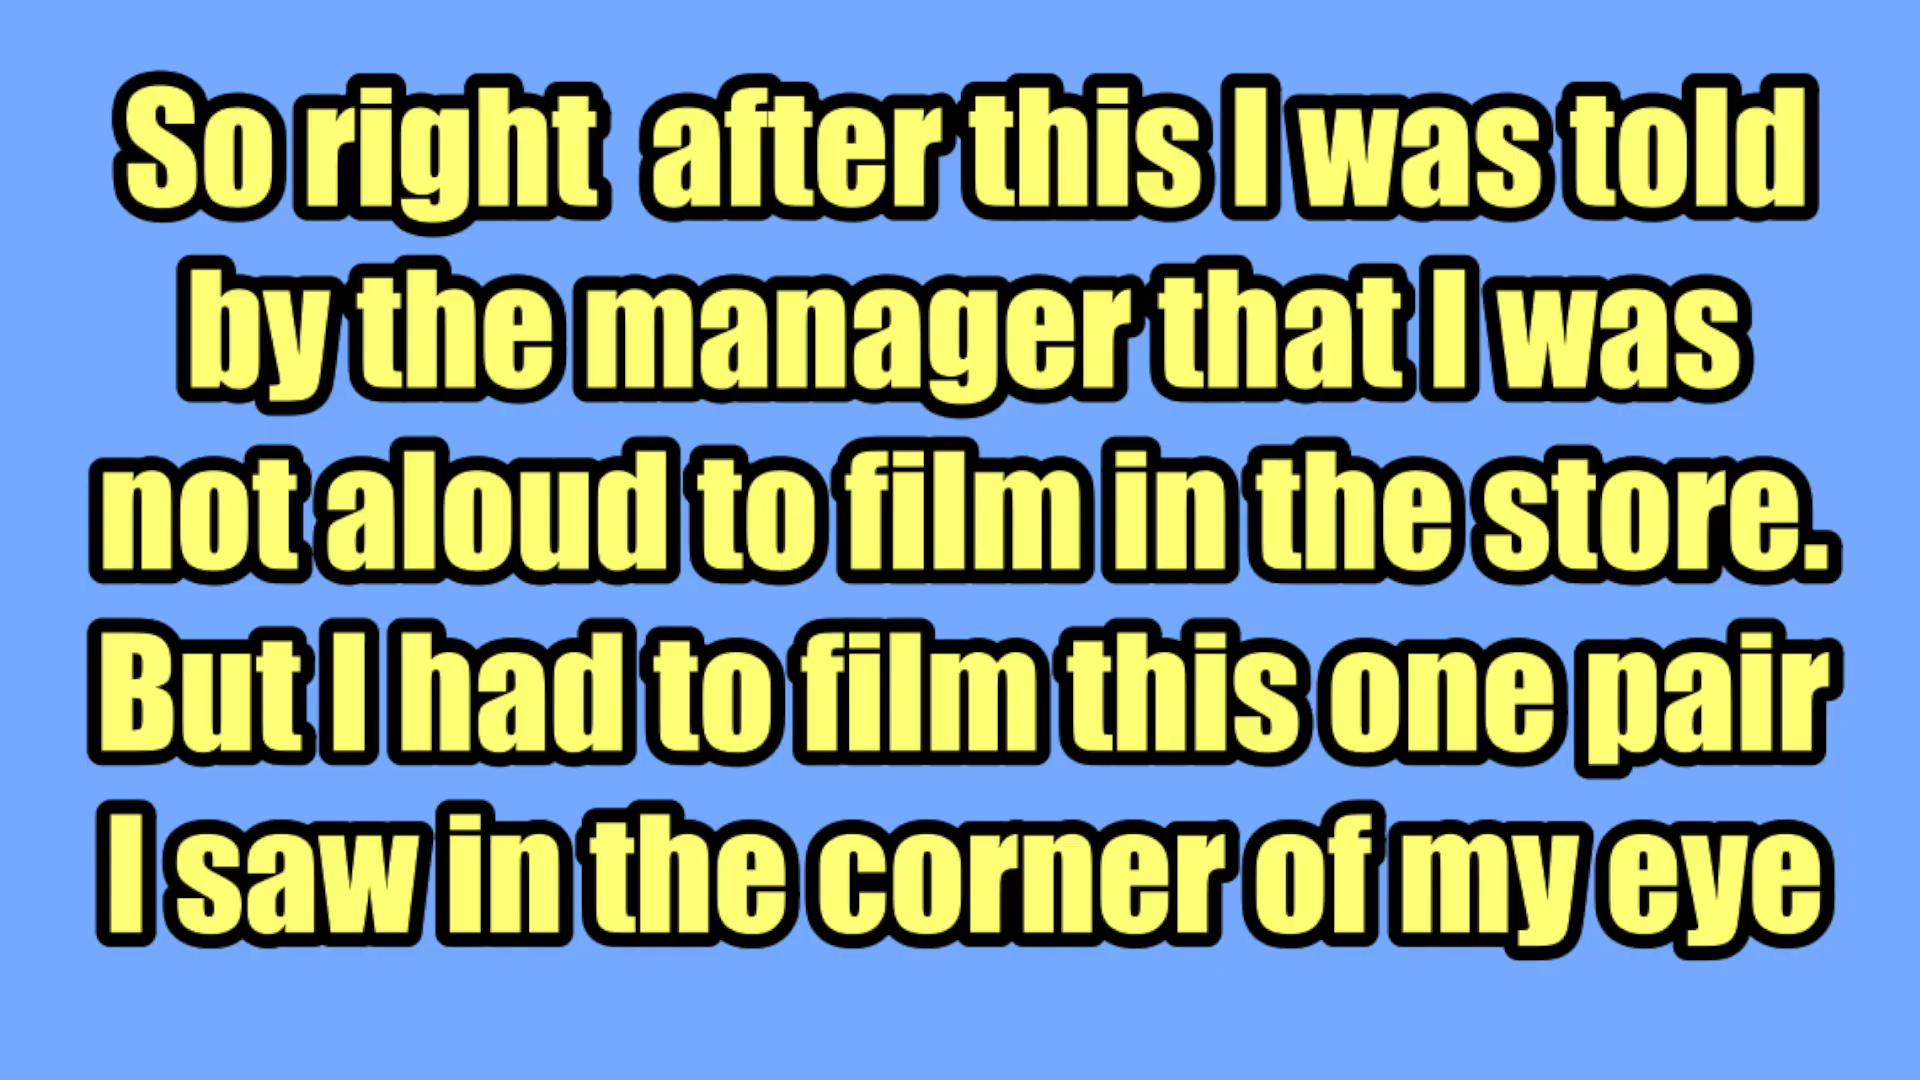 So right  after this I was told
by the manager that I was
not aloud to film in the store.
But I had to film this one pair
I saw in the corner of my eye